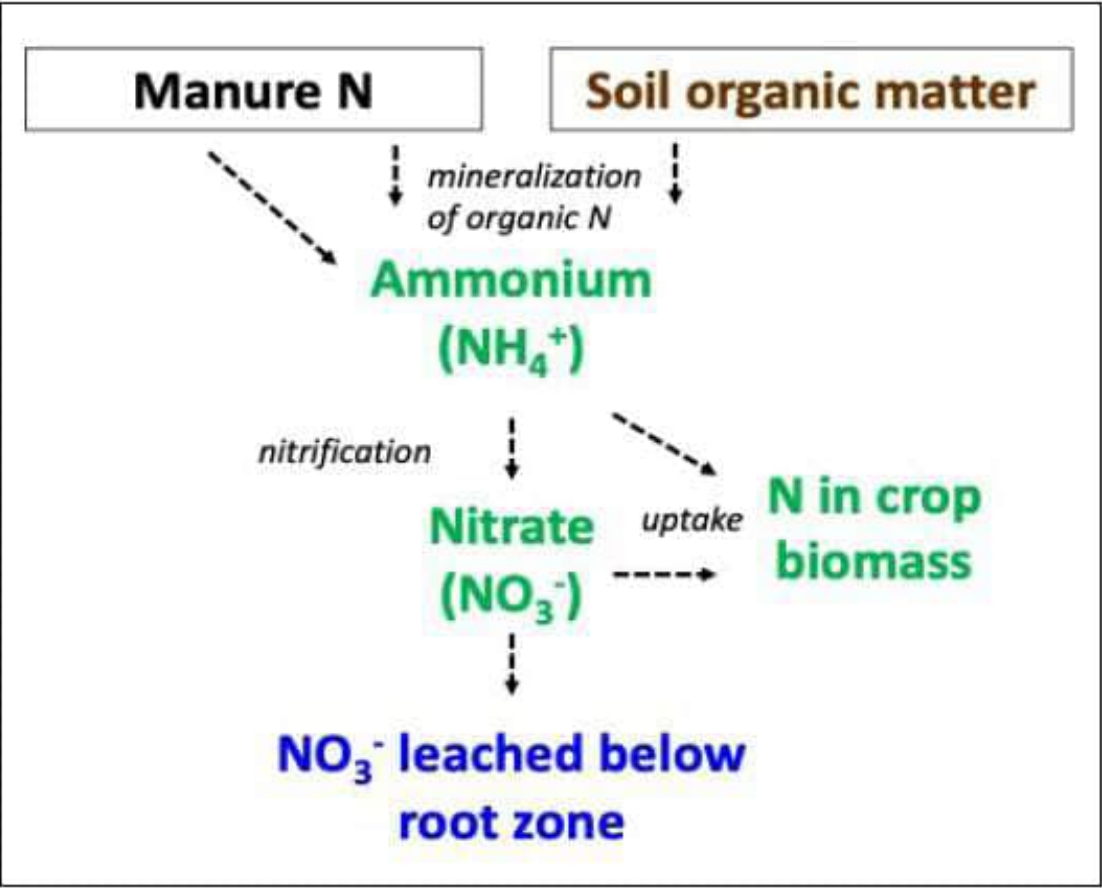 Manure N
Soil organic matter
mineralization
of organic N
Ammonium
(NH₄⁺)
nitrification
Nitrate
(NO₃⁻)
uptake
N in crop
biomass
NO₃⁻ leached below
root zone